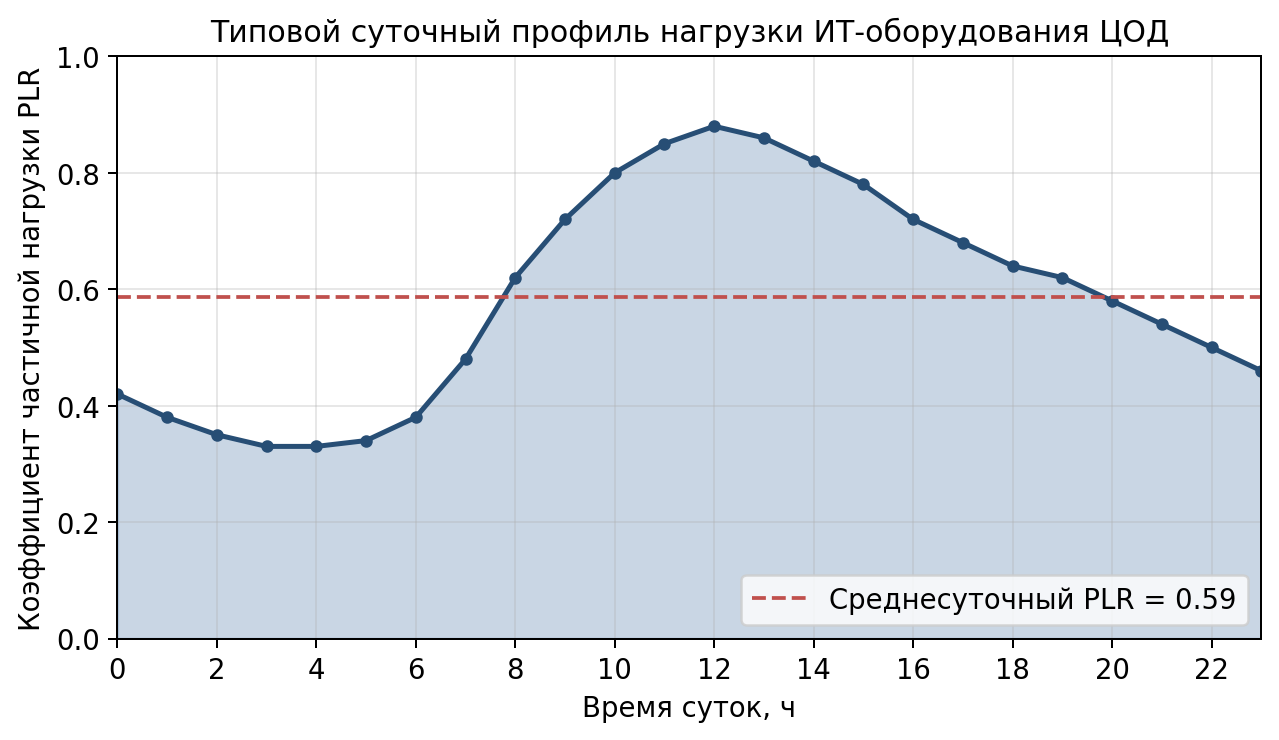 Типовой суточный профиль нагрузки ИТ-оборудования ЦОД
Коэффициент частичной нагрузки PLR
1.0
0.8
0.6
0.4
0.2
0.0
Среднесуточный PLR = 0.59
0 2 4 6 8 10 12 14 16 18 20 22
Время суток, ч